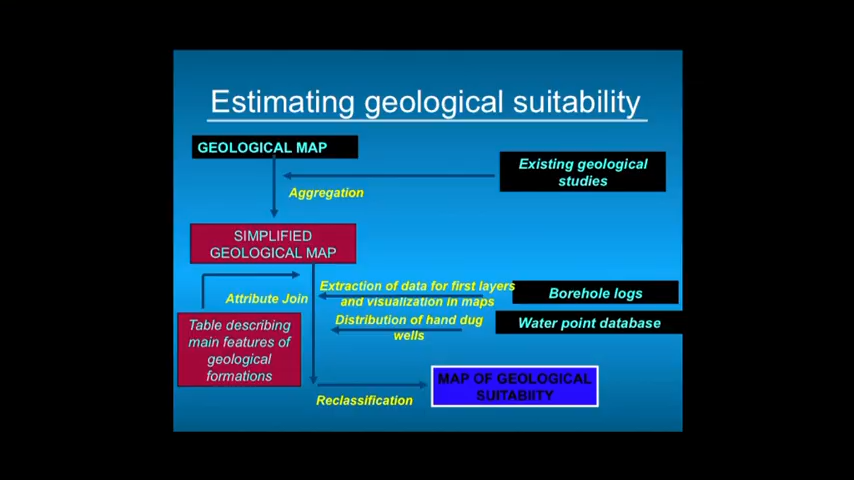 Estimating geological suitability
GEOLOGICAL MAP
Existing geological
studies
Aggregation
SIMPLIFIED
GEOLOGICAL MAP
Extraction of data for first layers
and visualization in maps
Borehole logs
Attribute Join
Distribution of hand dug
wells
Water point database
Table describing
main features of
geological
formations
MAP OF GEOLOGICAL
SUITABIITY
Reclassification